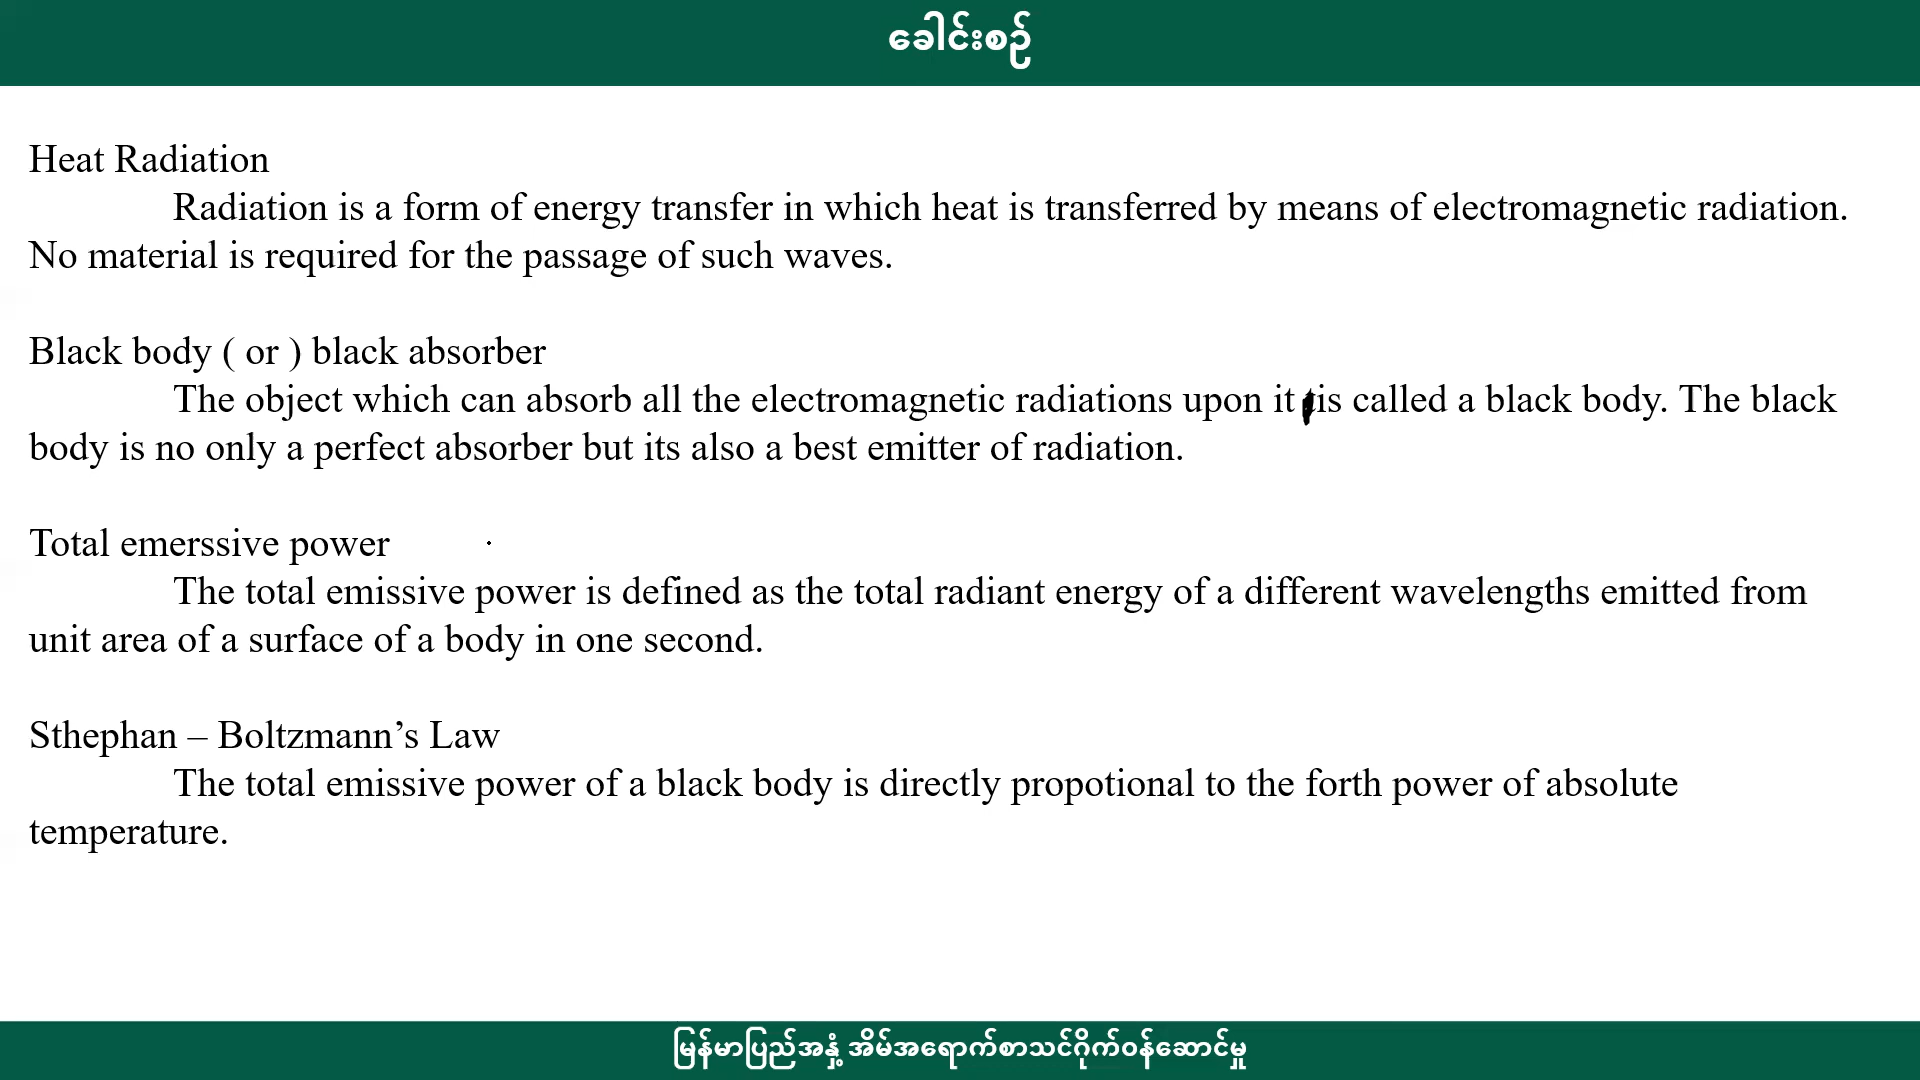 ခေါင်းစဉ်
Heat Radiation
Radiation is a form of energy transfer in which heat is transferred by means of electromagnetic radiation.
No material is required for the passage of such waves.
Black body ( or ) black absorber
The object which can absorb all the electromagnetic radiations upon it is called a black body. The black
body is no only a perfect absorber but its also a best emitter of radiation.
Total emerssive power
The total emissive power is defined as the total radiant energy of a different wavelengths emitted from
unit area of a surface of a body in one second.
Sthephan – Boltzmann’s Law
The total emissive power of a black body is directly propotional to the forth power of absolute
temperature.
မြန်မာပြည်အနှံ့ အိမ်အရောက်စာသင်ဂိုက်ဝန်ဆောင်မှု